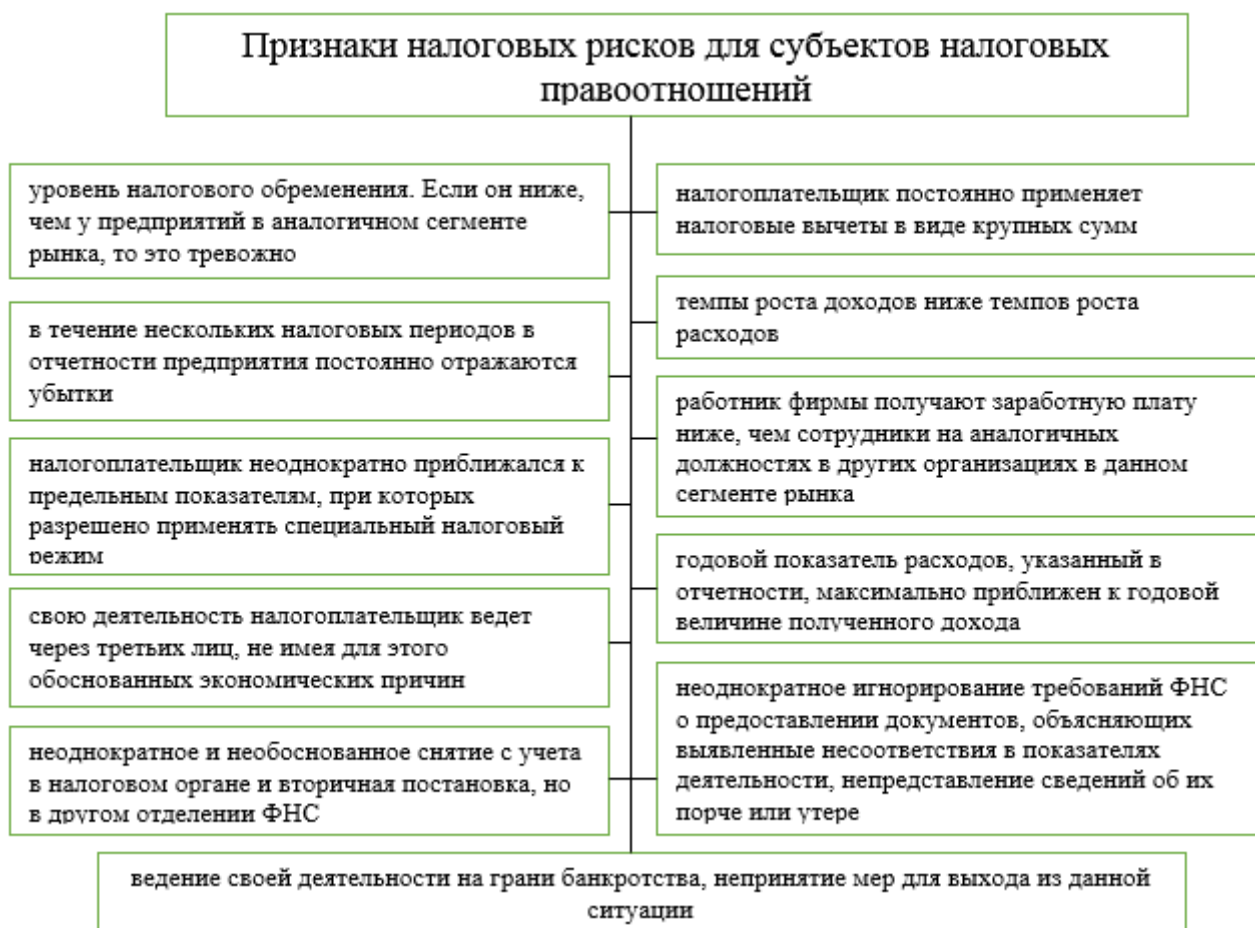 Признаки налоговых рисков для субъектов налоговых
правоотношений
уровень налогового обременения. Если он ниже,
чем у предприятий в аналогичном сегменте
рынка, то это тревожно
в течение нескольких налоговых периодов в
отчетности предприятия постоянно отражаются
убытки
налогоплательщик неоднократно приближался к
предельным показателям, при которых
разрешено применять специальный налоговый
режим
свою деятельность налогоплательщик ведет
через третьих лиц, не имея для этого
обоснованных экономических причин
неоднократное и необоснованное снятие с учета
в налоговом органе и вторичная постановка, но
в другом отделении ФНС
налогоплательщик постоянно применяет
налоговые вычеты в виде крупных сумм
темпы роста доходов ниже темпов роста
расходов
работник фирмы получают заработную плату
ниже, чем сотрудники на аналогичных
должностях в других организациях в данном
сегменте рынка
годовой показатель расходов, указанный в
отчетности, максимально приближен к годовой
величине полученного дохода
неоднократное игнорирование требований ФНС
о предоставлении документов, объясняющих
выявленные несоответствия в показателях
деятельности, непредставление сведений об их
порче или утере
ведение своей деятельности на грани банкротства, непринятие мер для выхода из данной
ситуации